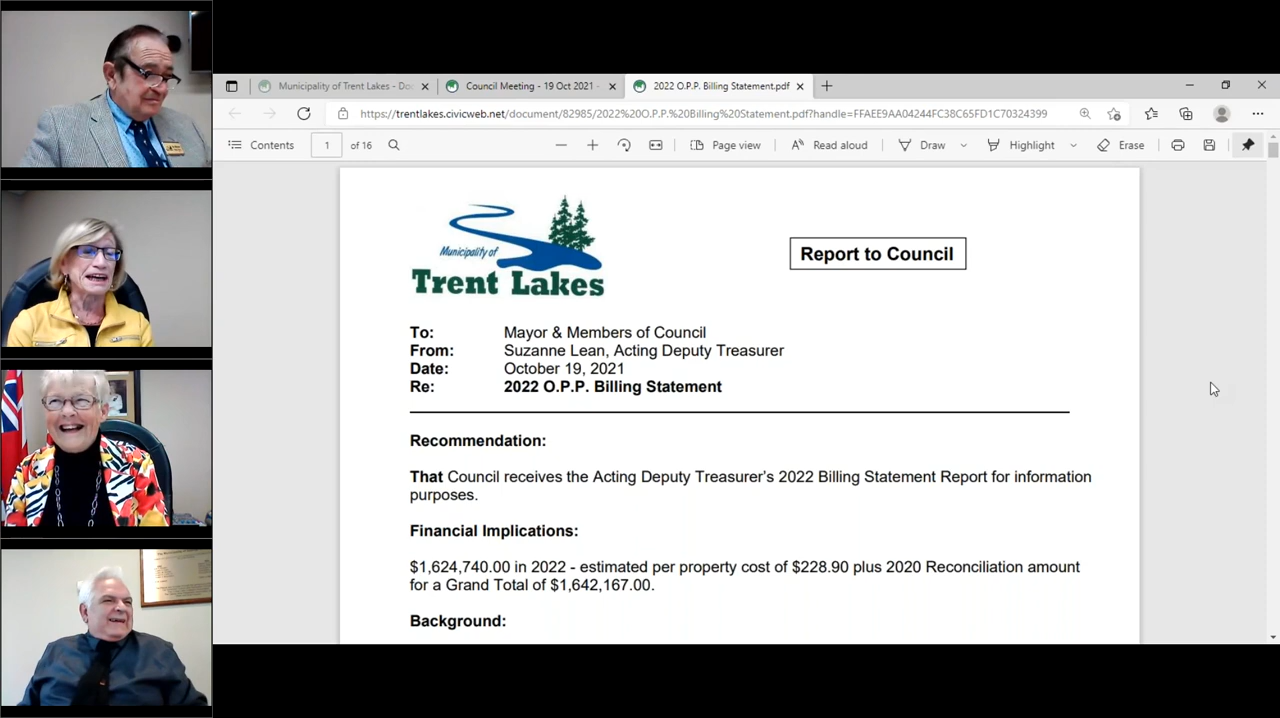 Municipality of Trent Lakes - Doc
Council Meeting - 19 Oct 2021 -
2022 O.P.P. Billing Statement.pdf
https://trentlakes.civicweb.net/document/82985/2022%20O.P.P.%20Billing%20Statement.pdf?handle=FFAEE9AA04244FC38C65FD1C70324399
Contents
1
of 16
Page view
Read aloud
Draw
Highlight
Erase
Municipality of
Trent Lakes
Report to Council
To: Mayor & Members of Council
From: Suzanne Lean, Acting Deputy Treasurer
Date: October 19, 2021
Re: 2022 O.P.P. Billing Statement
Recommendation:
That Council receives the Acting Deputy Treasurer's 2022 Billing Statement Report for information
purposes.
Financial Implications:
$1,624,740.00 in 2022 - estimated per property cost of $228.90 plus 2020 Reconciliation amount
for a Grand Total of $1,642,167.00.
Background: